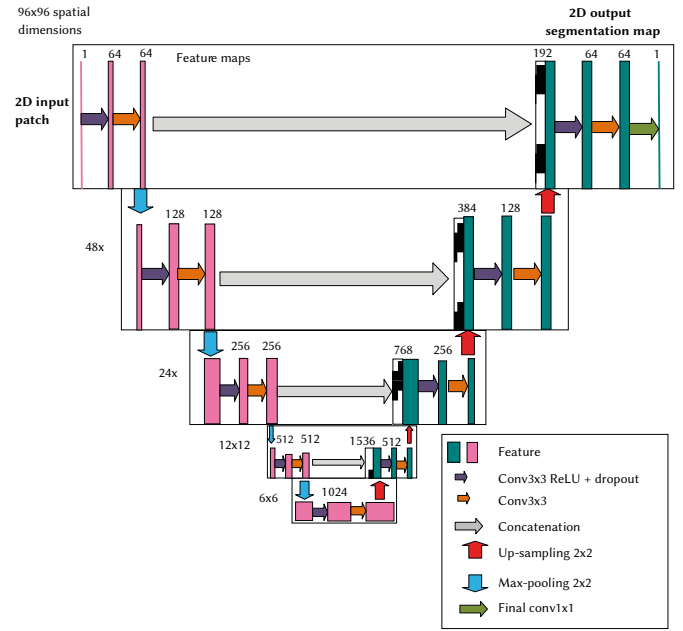 96x96 spatial
dimensions
2D output
segmentation map
1 64 64 Feature maps 192 64 64 1
2D input
patch
128 128 384 128
48x
256 256 768 256
24x
12x12 512 512 1536 512
6x6 1024
Feature
Conv3x3 ReLU + dropout
Conv3x3
Concatenation
Up-sampling 2x2
Max-pooling 2x2
Final conv1x1